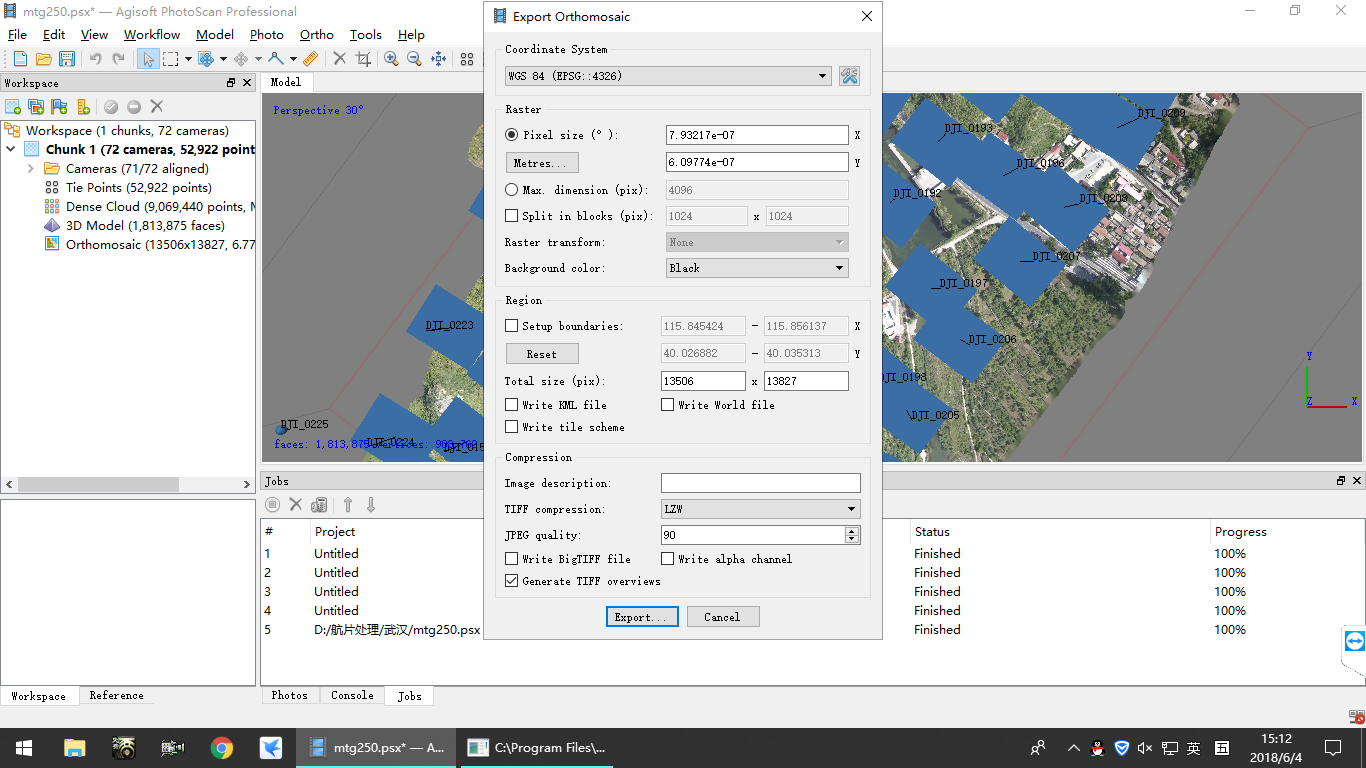 mtg250.psx* — Agisoft PhotoScan Professional
File Edit View Workflow Model Photo Ortho Tools Help
Workspace
Workspace (1 chunks, 72 cameras)
Chunk 1 (72 cameras, 52,922 point
Cameras (71/72 aligned)
Tie Points (52,922 points)
Dense Cloud (9,069,440 points,
3D Model (1,813,875 faces)
Orthomosaic (13506x13827, 6.77
Workspace Reference
Model
Perspective 30°
DJI_0209
DJI_0193
DJI_0196
DJI_0192
DJI_0208
DJI_0207
DJI_0197
DJI_0223
DJI_0206
DJI_0198
DJI_0205
DJI_0225
DJI_0224
faces: 1,813,875 vertices:
Y
Z X
Export Orthomosaic
Coordinate System
WGS 84 (EPSG::4326)
Raster
Pixel size (°): 7.93217e-07 X
Metres... 6.09774e-07 Y
Max. dimension (pix): 4096
Split in blocks (pix): 1024 x 1024
Raster transform: None
Background color: Black
Region
Setup boundaries: 115.845424 - 115.856137 X
Reset 40.026882 - 40.035313 Y
Total size (pix): 13506 x 13827
Write KML file Write World file
Write tile scheme
Compression
Image description:
TIFF compression: LZW
JPEG quality: 90
Write BigTIFF file Write alpha channel
Generate TIFF overviews
Export... Cancel
Jobs
# Project Status Progress
1 Untitled Finished 100%
2 Untitled Finished 100%
3 Untitled Finished 100%
4 Untitled Finished 100%
5 D:/航片处理/武汉/mtg250.psx Finished 100%
Photos Console Jobs
mtg250.psx* — A...
C:\Program Files\...
英
五
15:12
2018/6/4